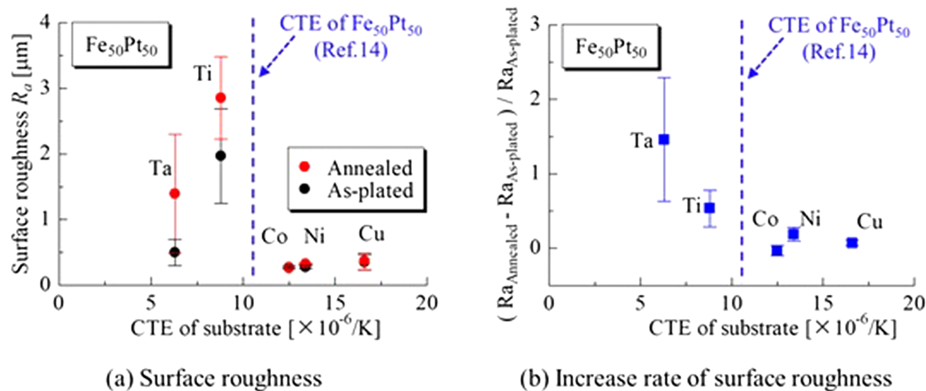 Fe₅₀Pt₅₀
CTE of Fe₅₀Pt₅₀
(Ref.14)
Surface roughness Rₐ [μm]
4
3
2
1
0
Ti
Ta
Annealed
As-plated
Co
Ni
Cu
0
5
10
15
20
CTE of substrate [×10⁻⁶/K]
(a) Surface roughness
Fe₅₀Pt₅₀
CTE of Fe₅₀Pt₅₀
(Ref.14)
( Ra_Annealed - Ra_As-plated ) / Ra_As-plated
3
2
1
0
Ta
Ti
Co
Ni
Cu
0
5
10
15
20
CTE of substrate [×10⁻⁶/K]
(b) Increase rate of surface roughness